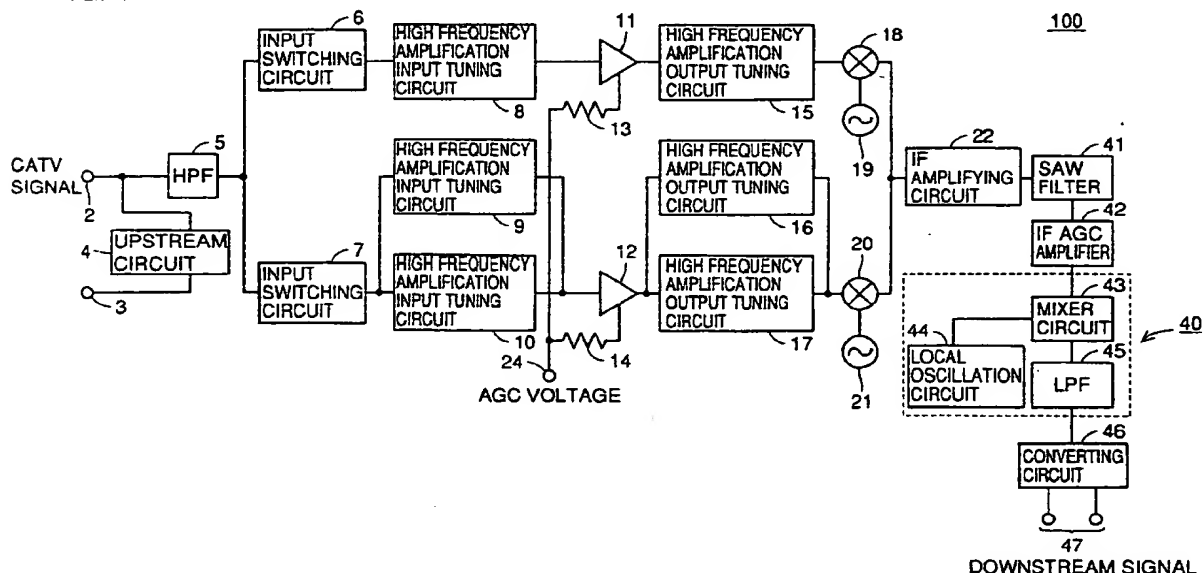 100
6
INPUT
SWITCHING
CIRCUIT
HIGH FREQUENCY
AMPLIFICATION
INPUT TUNING
CIRCUIT
8
11
13
HIGH FREQUENCY
AMPLIFICATION
OUTPUT TUNING
CIRCUIT
15
18
19
CATV
SIGNAL
2
5
HPF
4
UPSTREAM
CIRCUIT
3
HIGH FREQUENCY
AMPLIFICATION
INPUT TUNING
CIRCUIT
9
HIGH FREQUENCY
AMPLIFICATION
OUTPUT TUNING
CIRCUIT
16
7
INPUT
SWITCHING
CIRCUIT
HIGH FREQUENCY
AMPLIFICATION
INPUT TUNING
CIRCUIT
10
12
14
24
AGC VOLTAGE
HIGH FREQUENCY
AMPLIFICATION
OUTPUT TUNING
CIRCUIT
17
20
21
22
IF
AMPLIFYING
CIRCUIT
41
SAW
FILTER
42
IF AGC
AMPLIFIER
43
MIXER
CIRCUIT
40
44
LOCAL
OSCILLATION
CIRCUIT
45
LPF
46
CONVERTING
CIRCUIT
47
DOWNSTREAM SIGNAL